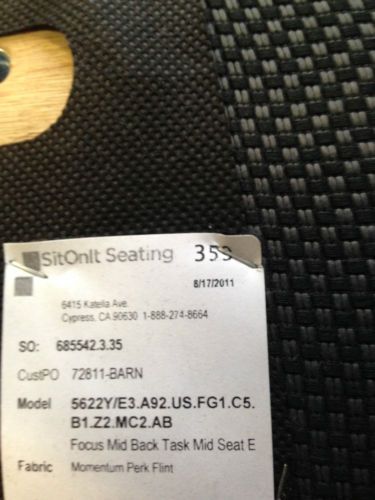 SitOnIt Seating 353
8/17/2011
6415 Katella Ave
Cypress, CA 90630 1-888-274-8664
SO: 685542.3.35
CustPO 72811-BARN
Model 5622Y/E3.A92.US.FG1.C5.
B1.Z2.MC2.AB
Focus Mid Back Task Mid Seat E
Fabric Momentum Perk Flint